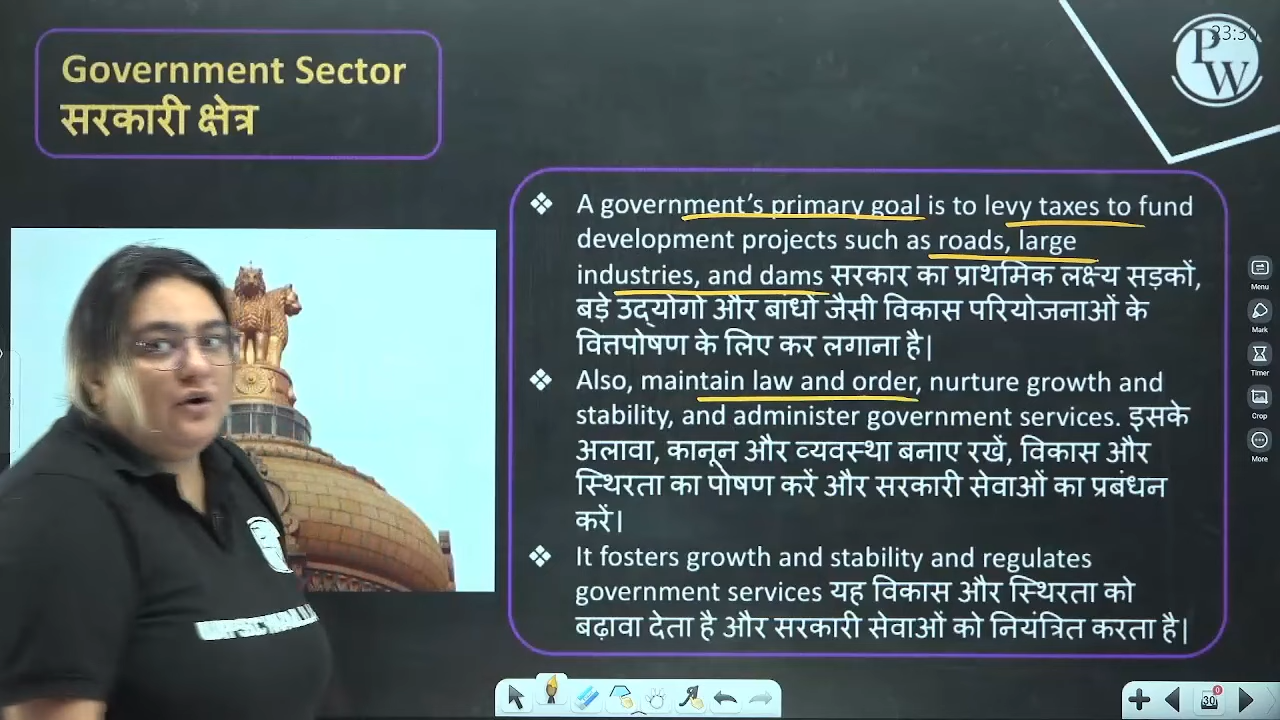 Government Sector
सरकारी क्षेत्र
23:30
PW
❖ A government's primary goal is to levy taxes to fund
development projects such as roads, large
industries, and dams सरकार का प्राथमिक लक्ष्य सड़कों,
बड़े उद्योगो और बांधो जैसी विकास परियोजनाओं के
वित्तपोषण के लिए कर लगाना है|
❖ Also, maintain law and order, nurture growth and
stability, and administer government services. इसके
अलावा, कानून और व्यवस्था बनाए रखें, विकास और
स्थिरता का पोषण करें और सरकारी सेवाओं का प्रबंधन
करें|
❖ It fosters growth and stability and regulates
government services यह विकास और स्थिरता को
बढ़ावा देता है और सरकारी सेवाओं को नियंत्रित करता है|
Menu
Mark
Timer
Crop
More
30
0